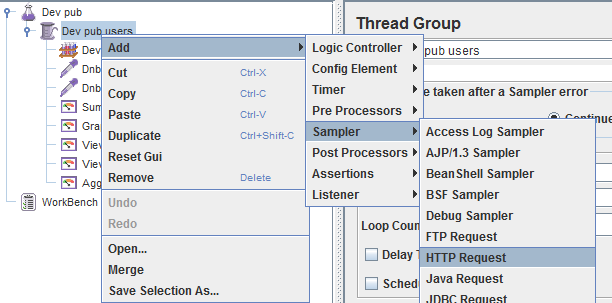 Dev pub
Dev pub users
Dev
Dnb
Dnb
Sum
Gra
View
View
Agg
WorkBench
Add
Cut Ctrl-X
Copy Ctrl-C
Paste Ctrl-V
Duplicate Ctrl+Shift-C
Reset Gui
Remove Delete
Undo
Redo
Open...
Merge
Save Selection As...
Logic Controller
Config Element
Timer
Pre Processors
Sampler
Post Processors
Assertions
Listener
Thread Group
pub users
e taken after a Sampler error
Continue
Loop Coun
Delay T
Sched
Access Log Sampler
AJP/1.3 Sampler
BeanShell Sampler
BSF Sampler
Debug Sampler
FTP Request
HTTP Request
Java Request
JDBC Request